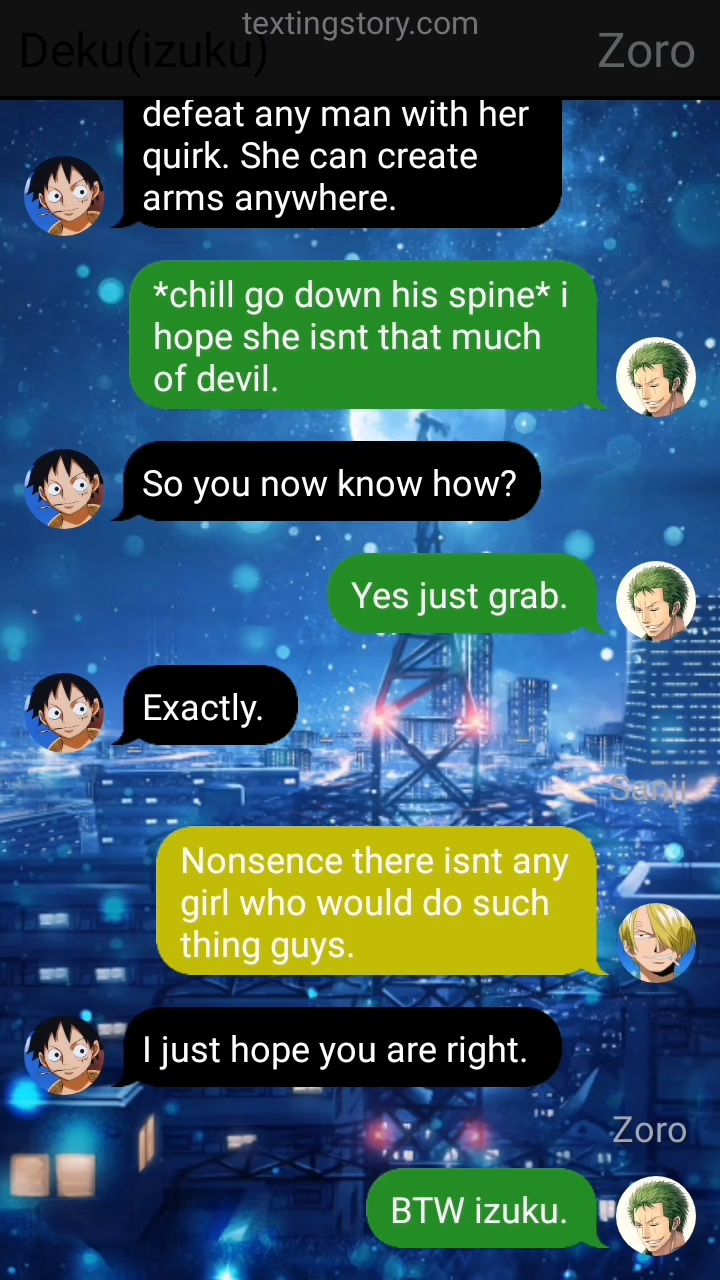 textingstory.com
Deku(izuku)
Zoro
defeat any man with her
quirk. She can create
arms anywhere.
*chill go down his spine* i
hope she isnt that much
of devil.
So you now know how?
Yes just grab.
Exactly.
Sanji
Nonsence there isnt any
girl who would do such
thing guys.
I just hope you are right.
Zoro
BTW izuku.